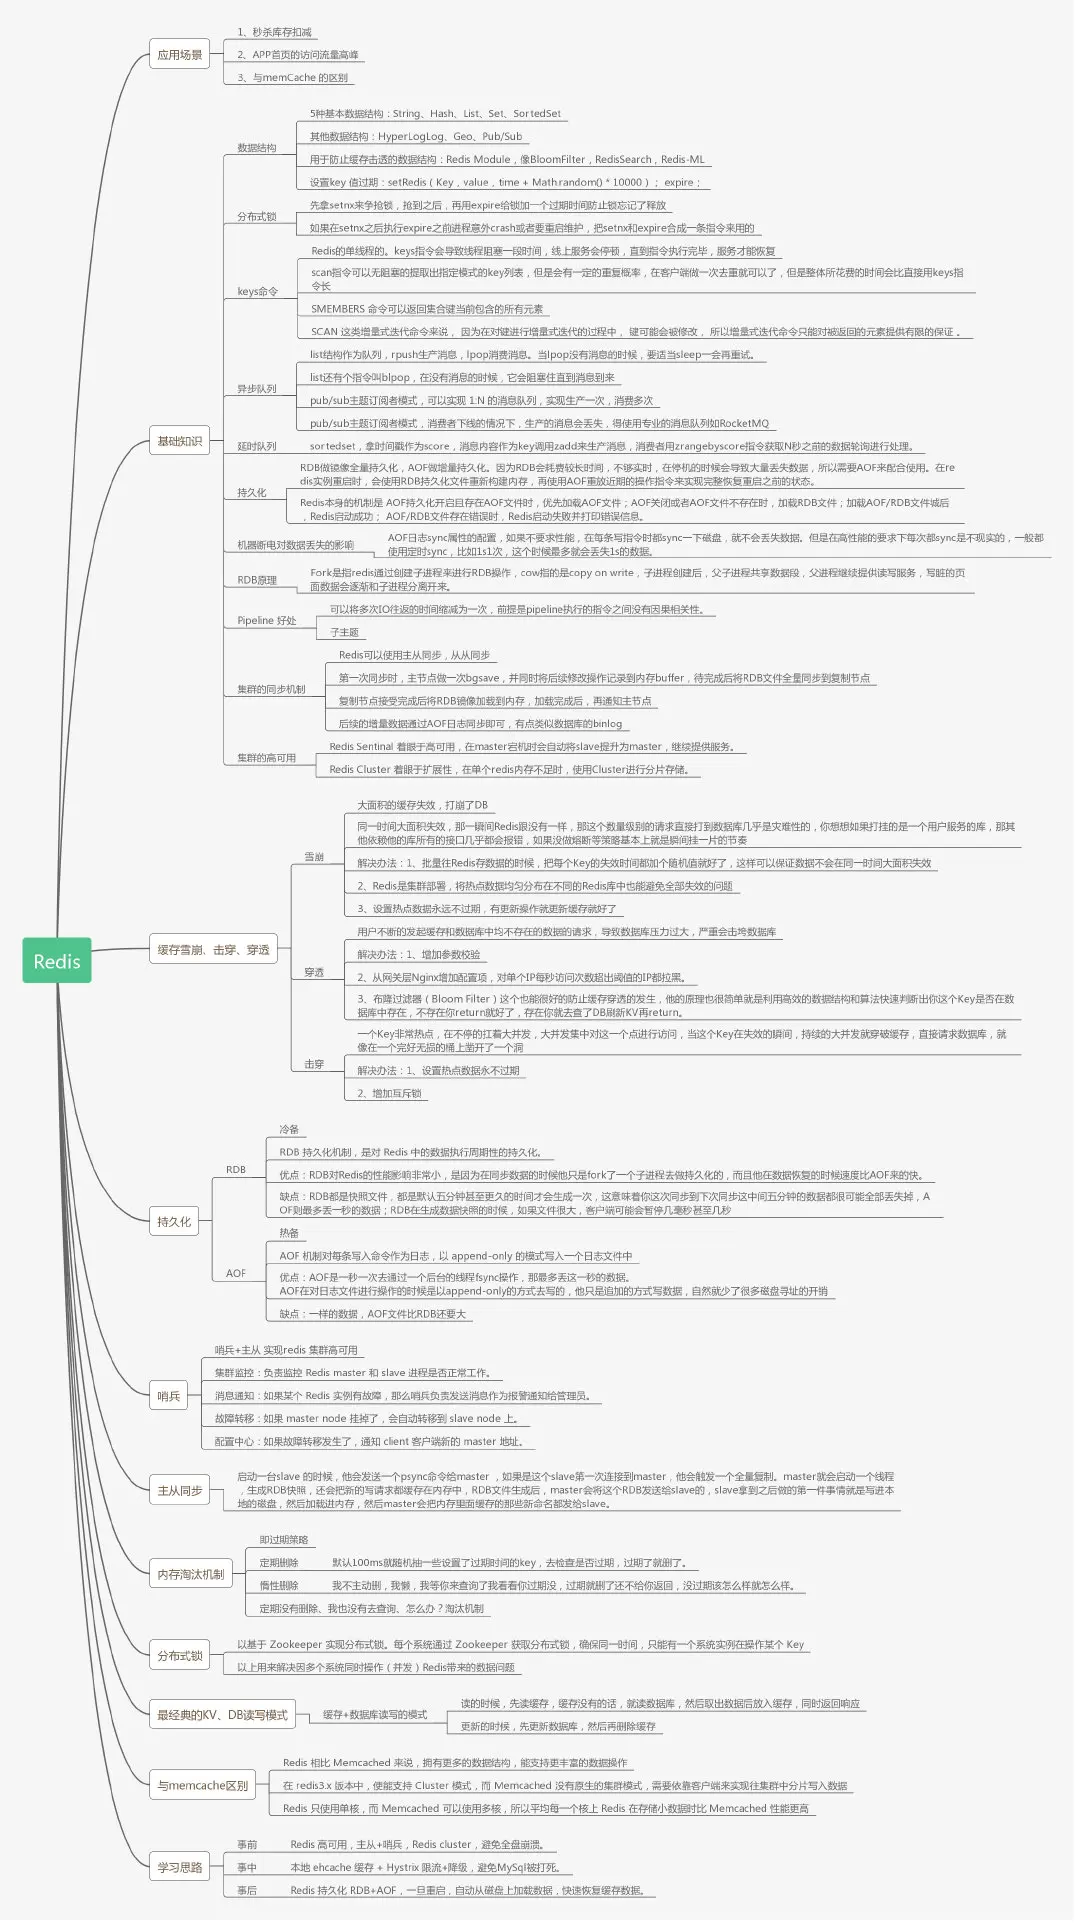 Redis
应用场景
1、秒杀库存扣减
2、APP首页的访问流量高峰
3、与memCache 的区别
基础知识
数据结构
5种基本数据结构：String、Hash、List、Set、SortedSet
其他数据结构：HyperLogLog、Geo、Pub/Sub
用于防止缓存击透的数据结构：Redis Module，像BloomFilter，RedisSearch，Redis-ML
设置key 值过期：setRedis（Key，value，time + Math.random() * 10000）； expire；
分布式锁
先拿setnx来争抢锁，抢到之后，再用expire给锁加一个过期时间防止锁忘记了释放
如果在setnx之后执行expire之前进程意外crash或者要重启维护，把setnx和expire合成一条指令来用的
keys命令
Redis的单线程的。keys指令会导致线程阻塞一段时间，线上服务会停顿，直到指令执行完毕，服务才能恢复
scan指令可以无阻塞的提取出指定模式的key列表，但是会有一定的重复概率，在客户端做一次去重就可以了，但是整体所花费的时间会比直接用keys指
令长
SMEMBERS 命令可以返回集合键当前包含的所有元素
SCAN 这类增量式迭代命令来说， 因为在对键进行增量式迭代的过程中， 键可能会被修改， 所以增量式迭代命令只能对被返回的元素提供有限的保证 。
异步队列
list结构作为队列，rpush生产消息，lpop消费消息。当lpop没有消息的时候，要适当sleep一会再重试。
list还有个指令叫blpop，在没有消息的时候，它会阻塞住直到消息到来
pub/sub主题订阅者模式，可以实现 1:N 的消息队列，实现生产一次，消费多次
pub/sub主题订阅者模式，消费者下线的情况下，生产的消息会丢失，得使用专业的消息队列如RocketMQ
延时队列
sortedset，拿时间戳作为score，消息内容作为key调用zadd来生产消息，消费者用zrangebyscore指令获取N秒之前的数据轮询进行处理。
持久化
RDB做镜像全量持久化，AOF做增量持久化。因为RDB会耗费较长时间，不够实时，在停机的时候会导致大量丢失数据，所以需要AOF来配合使用。在re
dis实例重启时，会使用RDB持久化文件重新构建内存，再使用AOF重放近期的操作指令来实现完整恢复重启之前的状态。
Redis本身的机制是 AOF持久化开启且存在AOF文件时，优先加载AOF文件；AOF关闭或者AOF文件不存在时，加载RDB文件；加载AOF/RDB文件城后
，Redis启动成功； AOF/RDB文件存在错误时，Redis启动失败并打印错误信息。
机器断电对数据丢失的影响
AOF日志sync属性的配置，如果不要求性能，在每条写指令时都sync一下磁盘，就不会丢失数据。但是在高性能的要求下每次都sync是不现实的，一般都
使用定时sync，比如1s1次，这个时候最多就会丢失1s的数据。
RDB原理
Fork是指redis通过创建子进程来进行RDB操作，cow指的是copy on write，子进程创建后，父子进程共享数据段，父进程继续提供读写服务，写脏的页
面数据会逐渐和子进程分离开来。
Pipeline 好处
可以将多次IO往返的时间缩减为一次，前提是pipeline执行的指令之间没有因果相关性。
子主题
集群的同步机制
Redis可以使用主从同步，从从同步
第一次同步时，主节点做一次bgsave，并同时将后续修改操作记录到内存buffer，待完成后将RDB文件全量同步到复制节点
复制节点接受完成后将RDB镜像加载到内存，加载完成后，再通知主节点
后续的增量数据通过AOF日志同步即可，有点类似数据库的binlog
集群的高可用
Redis Sentinal 着眼于高可用，在master宕机时会自动将slave提升为master，继续提供服务。
Redis Cluster 着眼于扩展性，在单个redis内存不足时，使用Cluster进行分片存储。
缓存雪崩、击穿、穿透
雪崩
大面积的缓存失效，打崩了DB
同一时间大面积失效，那一瞬间Redis跟没有一样，那这个数量级别的请求直接打到数据库几乎是灾难性的，你想想如果打挂的是一个用户服务的库，那其
他依赖他的库所有的接口几乎都会报错，如果没做熔断等策略基本上就是瞬间挂一片的节奏
解决办法：1、批量往Redis存数据的时候，把每个Key的失效时间都加个随机值就好了，这样可以保证数据不会在同一时间大面积失效
2、Redis是集群部署，将热点数据均匀分布在不同的Redis库中也能避免全部失效的问题
3、设置热点数据永远不过期，有更新操作就更新缓存就好了
穿透
用户不断的发起缓存和数据库中均不存在的数据的请求，导致数据库压力过大，严重会击垮数据库
解决办法：1、增加参数校验
2、从网关层Nginx增加配置项，对单个IP每秒访问次数超出阈值的IP都拉黑。
3、布隆过滤器（Bloom Filter）这个也能很好的防止缓存穿透的发生，他的原理也很简单就是利用高效的数据结构和算法快速判断出你这个Key是否在数
据库中存在，不存在你return就好了，存在你就去查了DB刷新KV再return。
击穿
一个Key非常热点，在不停的扛着大并发，大并发集中对这一个点进行访问，当这个Key在失效的瞬间，持续的大并发就穿破缓存，直接请求数据库，就
像在一个完好无损的桶上凿开了一个洞
解决办法：1、设置热点数据永不过期
2、增加互斥锁
持久化
RDB
冷备
RDB 持久化机制，是对 Redis 中的数据执行周期性的持久化。
优点：RDB对Redis的性能影响非常小，是因为在同步数据的时候他只是fork了一个子进程去做持久化的，而且他在数据恢复的时候速度比AOF来的快。
缺点：RDB都是快照文件，都是默认五分钟甚至更久的时间才会生成一次，这意味着你这次同步到下次同步这中间五分钟的数据都很可能全部丢失掉，A
OF则最多丢一秒的数据；RDB在生成数据快照的时候，如果文件很大，客户端可能会暂停几毫秒甚至几秒
AOF
热备
AOF 机制对每条写入命令作为日志，以 append-only 的模式写入一个日志文件中
优点：AOF是一秒一次去通过一个后台的线程fsync操作，那最多丢这一秒的数据。
AOF在对日志文件进行操作的时候是以append-only的方式去写的，他只是追加的方式写数据，自然就少了很多磁盘寻址的开销
缺点：一样的数据，AOF文件比RDB还要大
哨兵
哨兵+主从 实现redis 集群高可用
集群监控：负责监控 Redis master 和 slave 进程是否正常工作。
消息通知：如果某个 Redis 实例有故障，那么哨兵负责发送消息作为报警通知给管理员。
故障转移：如果 master node 挂掉了，会自动转移到 slave node 上。
配置中心：如果故障转移发生了，通知 client 客户端新的 master 地址。
主从同步
启动一台slave 的时候，他会发送一个psync命令给master ，如果是这个slave第一次连接到master，他会触发一个全量复制。master就会启动一个线程
，生成RDB快照，还会把新的写请求都缓存在内存中，RDB文件生成后，master会将这个RDB发送给slave的，slave拿到之后做的第一件事情就是写进本
地的磁盘，然后加载进内存，然后master会把内存里面缓存的那些新命名都发给slave。
内存淘汰机制
即过期策略
定期删除
默认100ms就随机抽一些设置了过期时间的key，去检查是否过期，过期了就删了。
惰性删除
我不主动删，我懒，我等你来查询了我看看你过期没，过期就删了还不给你返回，没过期该怎么样就怎么样。
定期没有删除、我也没有去查询、怎么办？淘汰机制
分布式锁
以基于 Zookeeper 实现分布式锁。每个系统通过 Zookeeper 获取分布式锁，确保同一时间，只能有一个系统实例在操作某个 Key
以上用来解决因多个系统同时操作（并发）Redis带来的数据问题
最经典的KV、DB读写模式
缓存+数据库读写的模式
读的时候，先读缓存，缓存没有的话，就读数据库，然后取出数据后放入缓存，同时返回响应
更新的时候，先更新数据库，然后再删除缓存
与memcache区别
Redis 相比 Memcached 来说，拥有更多的数据结构，能支持更丰富的数据操作
在 redis3.x 版本中，便能支持 Cluster 模式，而 Memcached 没有原生的集群模式，需要依靠客户端来实现往集群中分片写入数据
Redis 只使用单核，而 Memcached 可以使用多核，所以平均每一个核上 Redis 在存储小数据时比 Memcached 性能更高
学习思路
事前
Redis 高可用，主从+哨兵，Redis cluster，避免全盘崩溃。
事中
本地 ehcache 缓存 + Hystrix 限流+降级，避免MySql被打死。
事后
Redis 持久化 RDB+AOF，一旦重启，自动从磁盘上加载数据，快速恢复缓存数据。